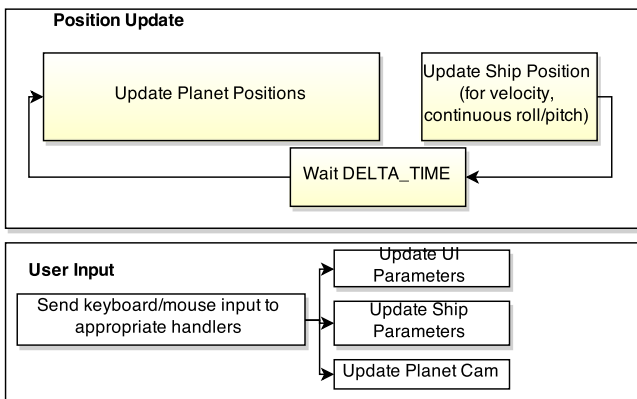 Position Update
Update Planet Positions
Update Ship Position
(for velocity,
continuous roll/pitch)
Wait DELTA_TIME
User Input
Send keyboard/mouse input to
appropriate handlers
Update UI
Parameters
Update Ship
Parameters
Update Planet Cam